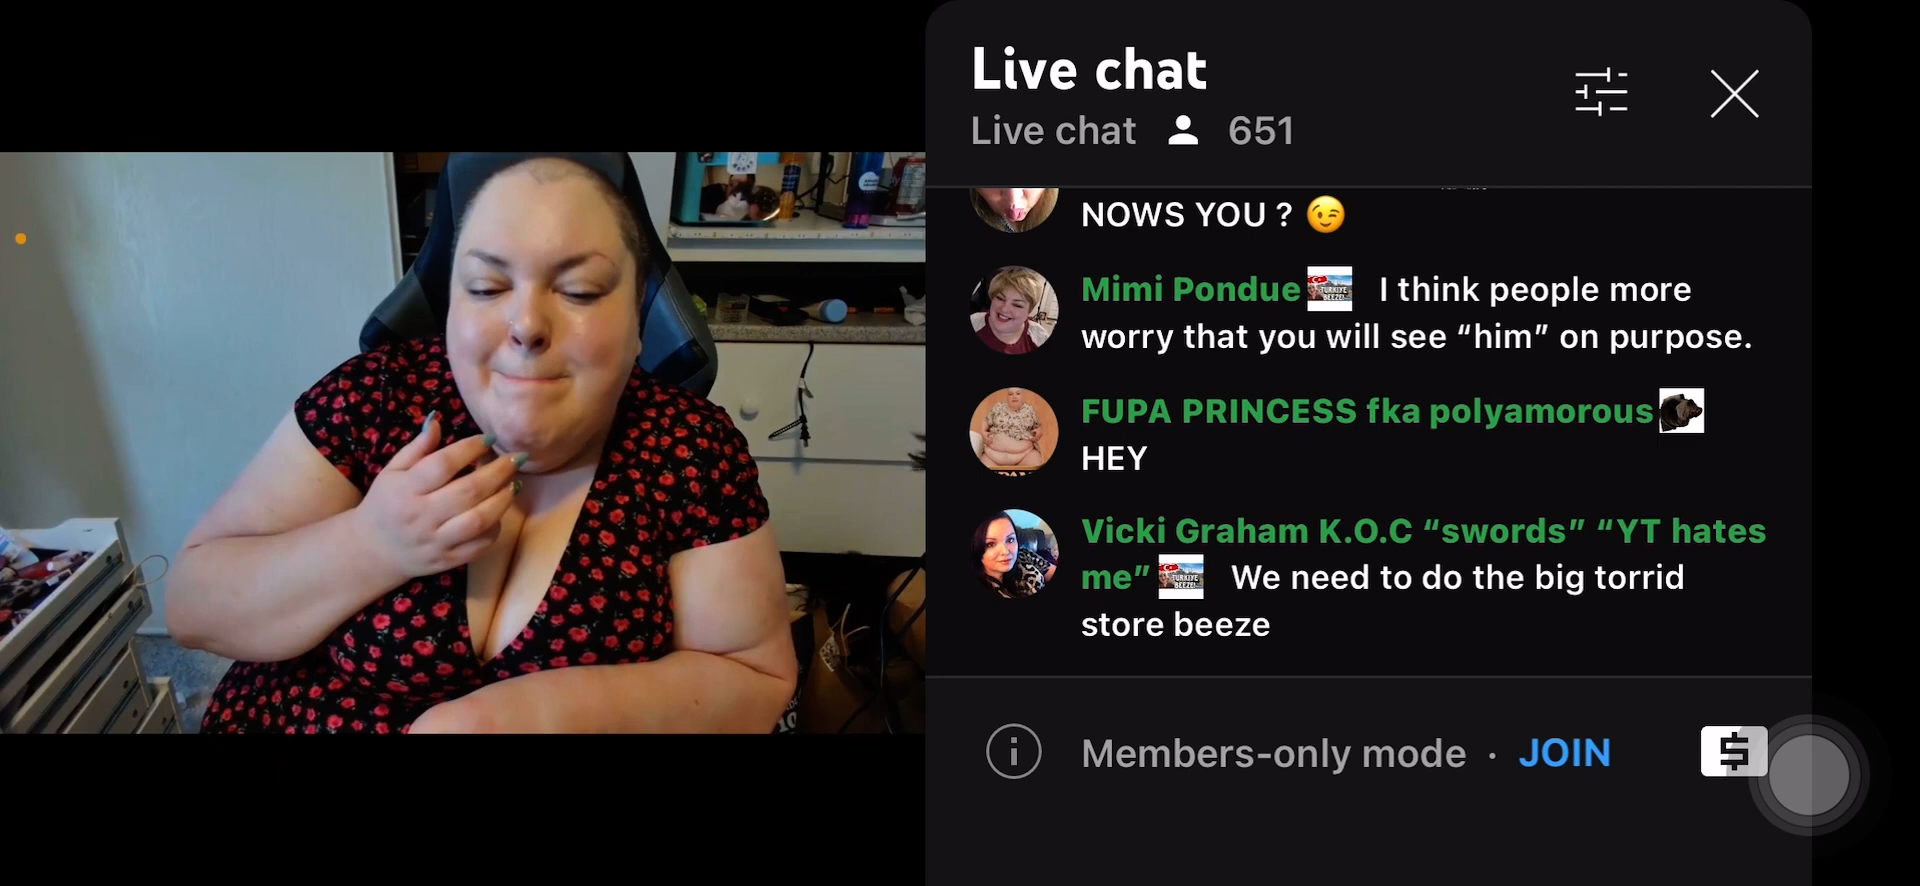 Live chat
Live chat 651
NOWS YOU ? 😉
Mimi Pondue I think people more
worry that you will see “him” on purpose.
FUPA PRINCESS fka polyamorous
HEY
Vicki Graham K.O.C “swords” “YT hates
me” We need to do the big torrid
store beeze
Members-only mode · JOIN